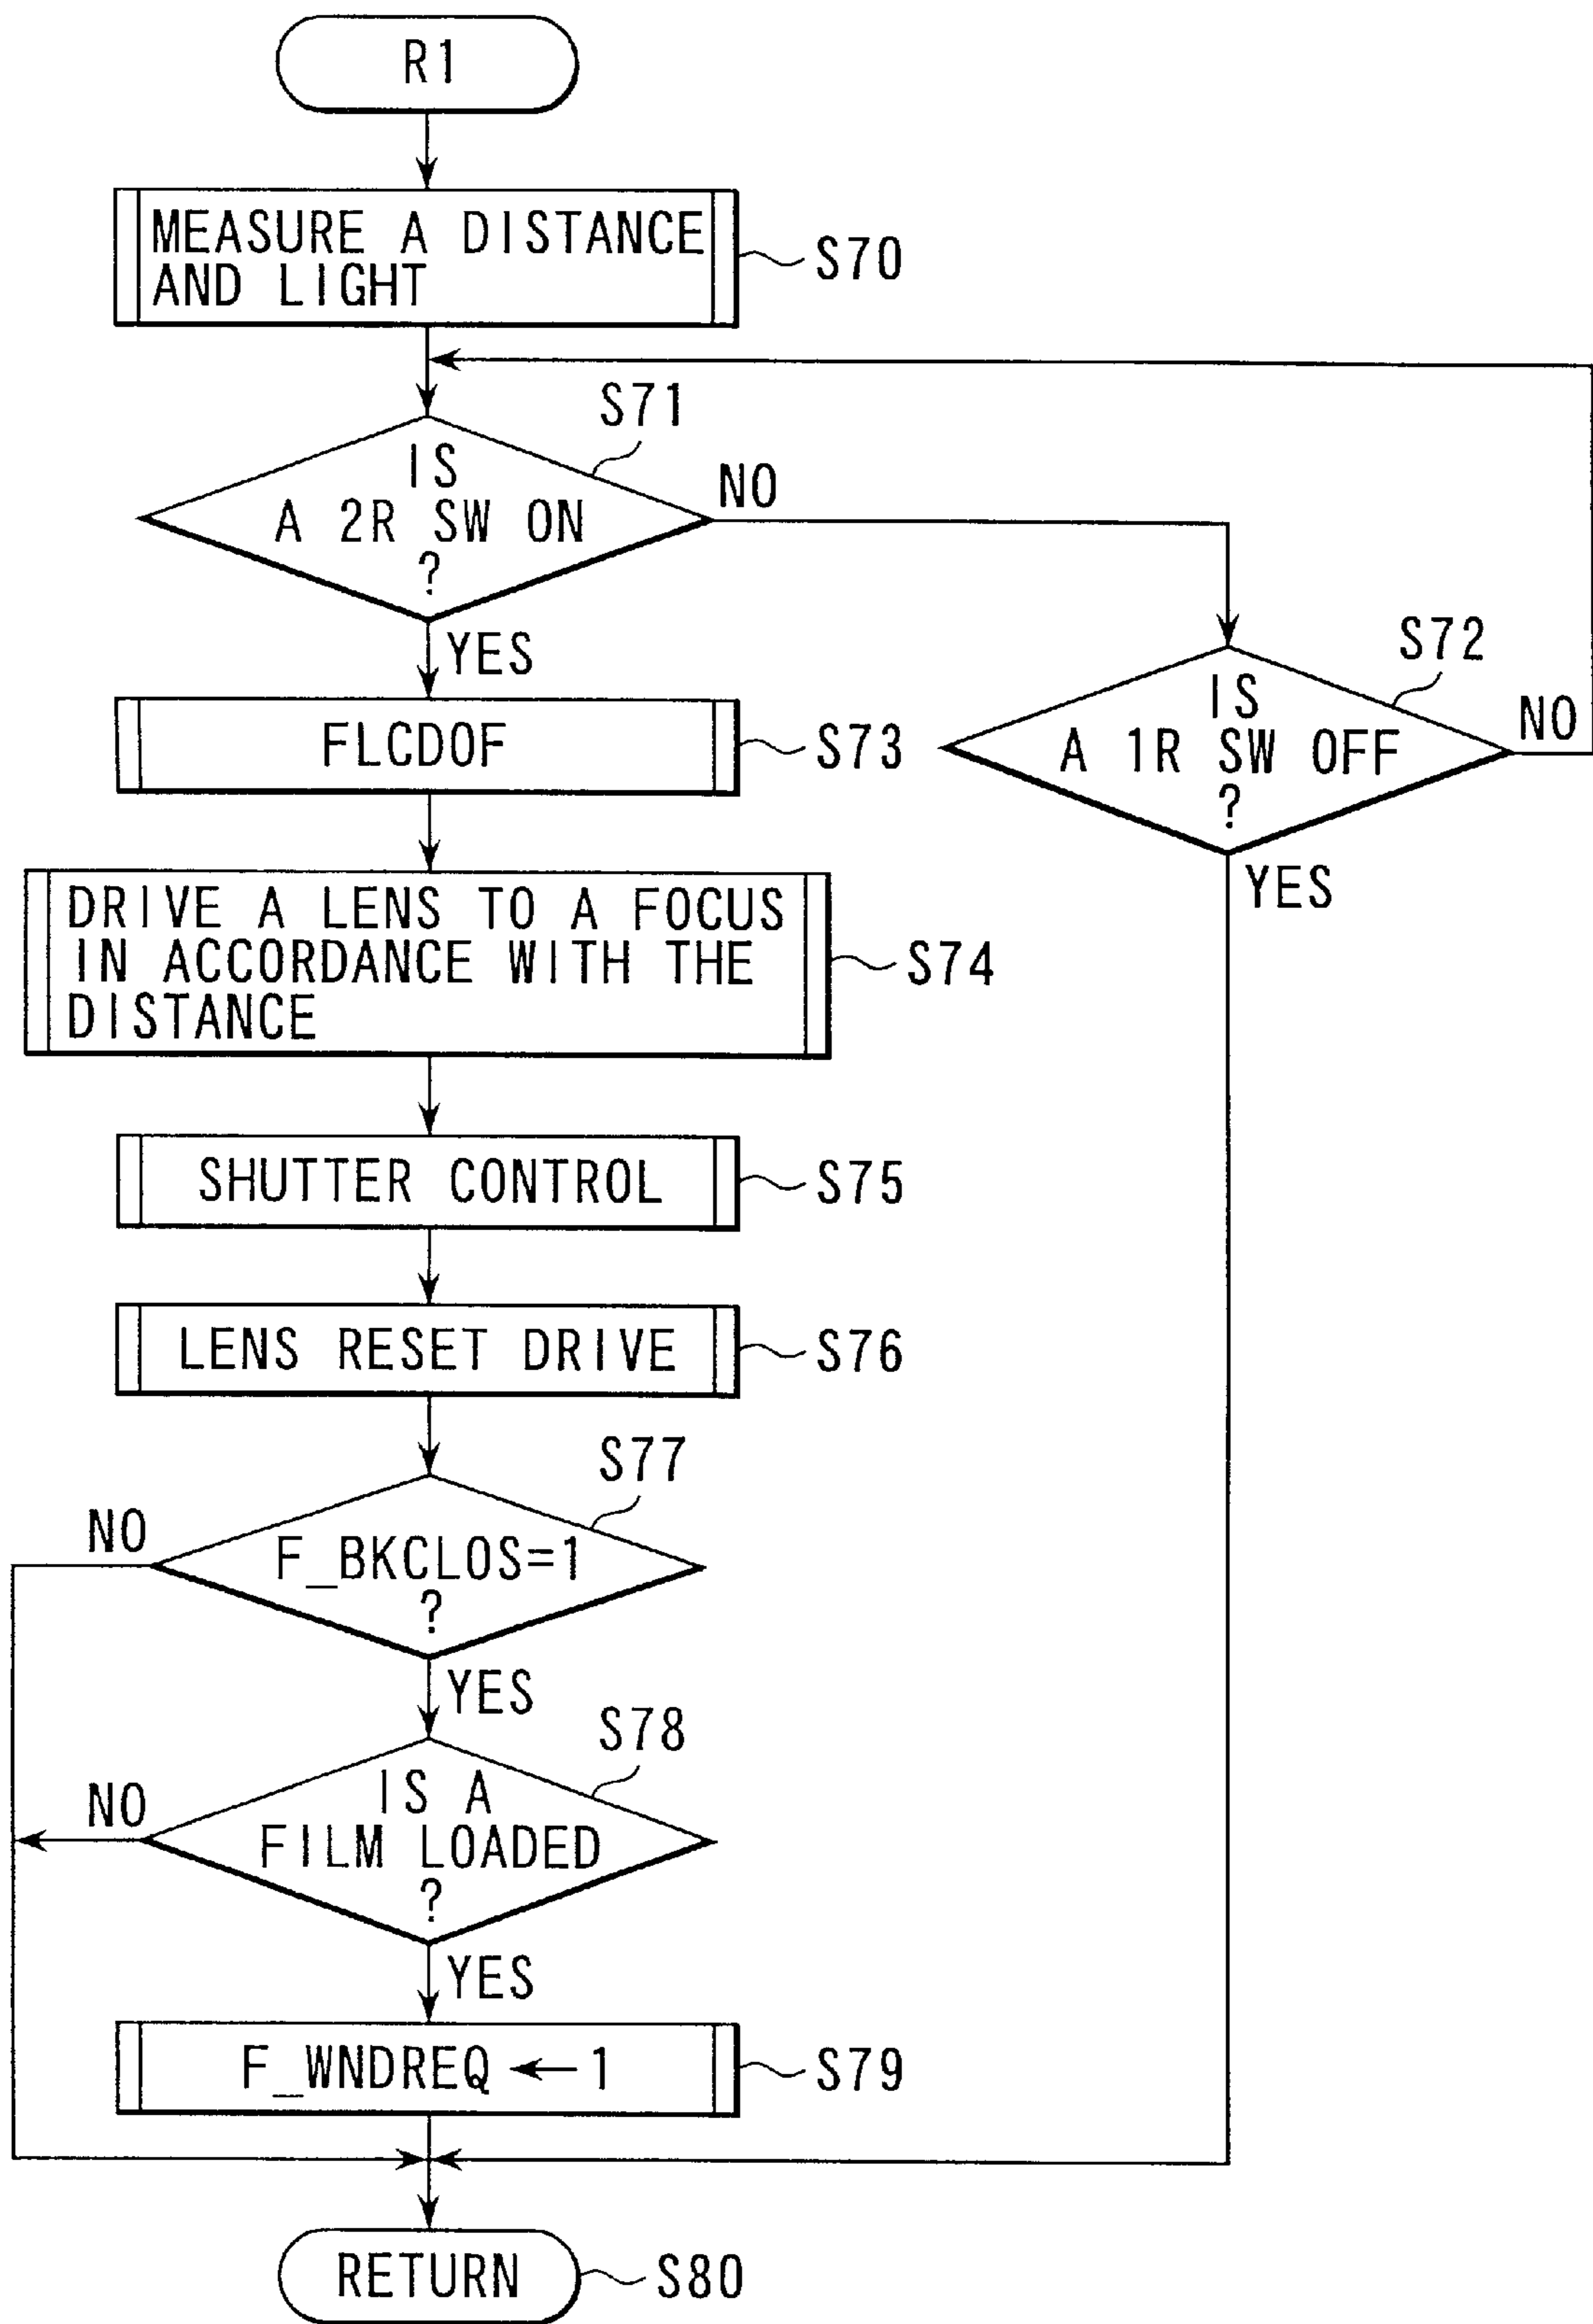 R1
MEASURE A DISTANCE
AND LIGHT
S70
S71
IS
A 2R SW ON
?
NO
YES
S72
IS
A 1R SW OFF
?
NO
YES
FLCDOF
S73
DRIVE A LENS TO A FOCUS
IN ACCORDANCE WITH THE
DISTANCE
S74
SHUTTER CONTROL
S75
LENS RESET DRIVE
S76
S77
NO
F_BKCLOS=1
?
YES
S78
NO
IS A
FILM LOADED
?
YES
F_WNDREQ ← 1
S79
RETURN
S80